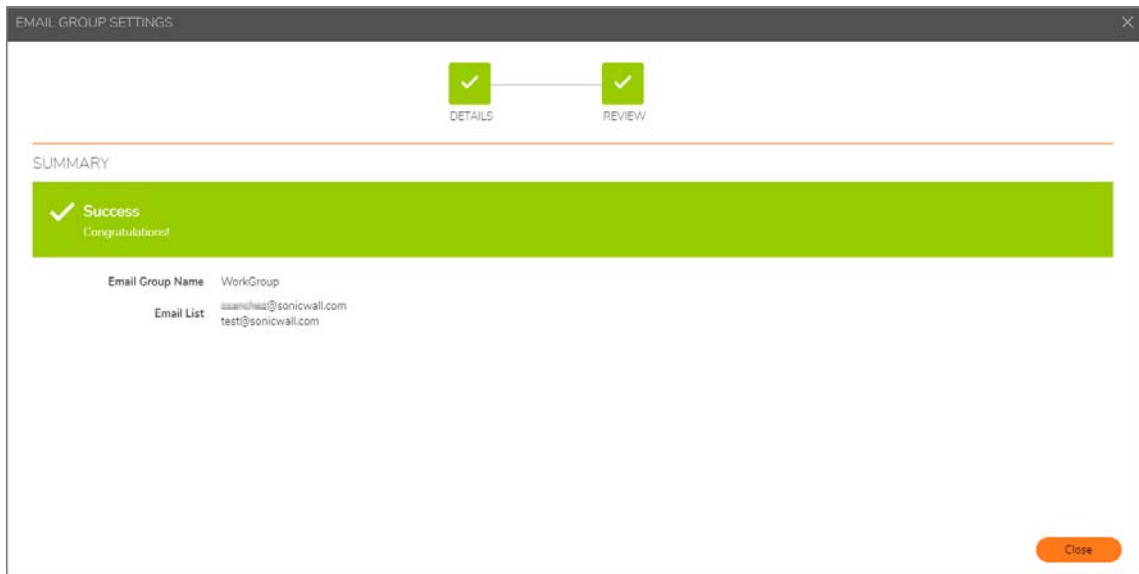 EMAIL GROUP SETTINGS
DETAILS
REVIEW
SUMMARY
Success
Congratulations!
Email Group Name WorkGroup
Email List @sonicwall.com
test@sonicwall.com
Close